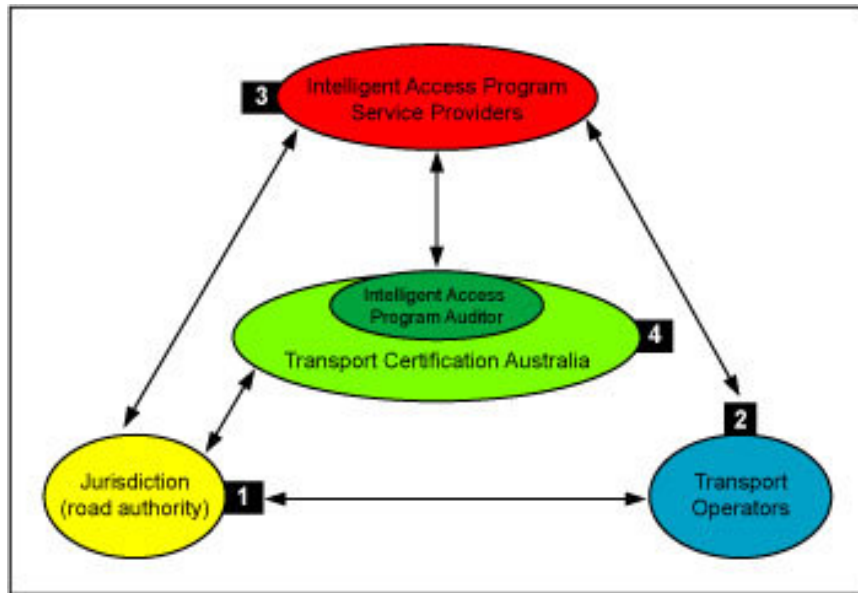 3
Intelligent Access Program
Service Providers
Intelligent Access
Program Auditor
4
Transport Certification Australia
2
Jurisdiction
(road authority)
1
Transport
Operators